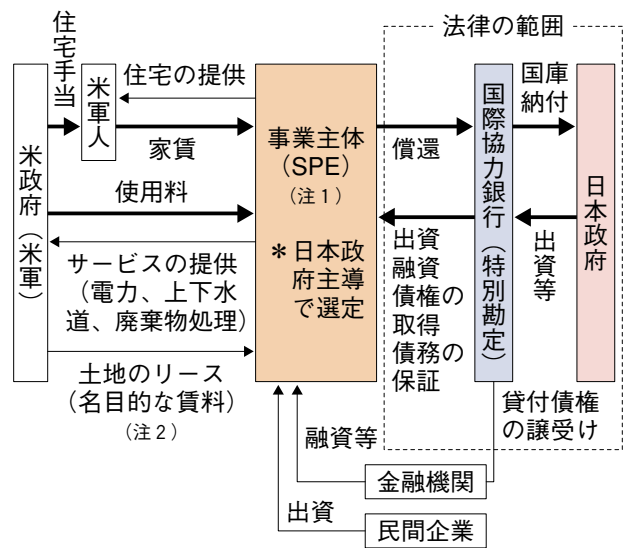 法律の範囲
住宅手当
米軍人
住宅の提供
家賃
米政府（米軍）
使用料
サービスの提供
（電力、上下水
道、廃棄物処理）
土地のリース
（名目的な賃料）
（注２）
事業主体
（SPE）
（注１）
＊日本政
府主導
で選定
償還
出資
融資
債権の
取得
債務の
保証
国際協力銀行（特別勘定）
国庫
納付
出資等
日本政府
貸付債権
の譲受け
融資等
金融機関
出資
民間企業